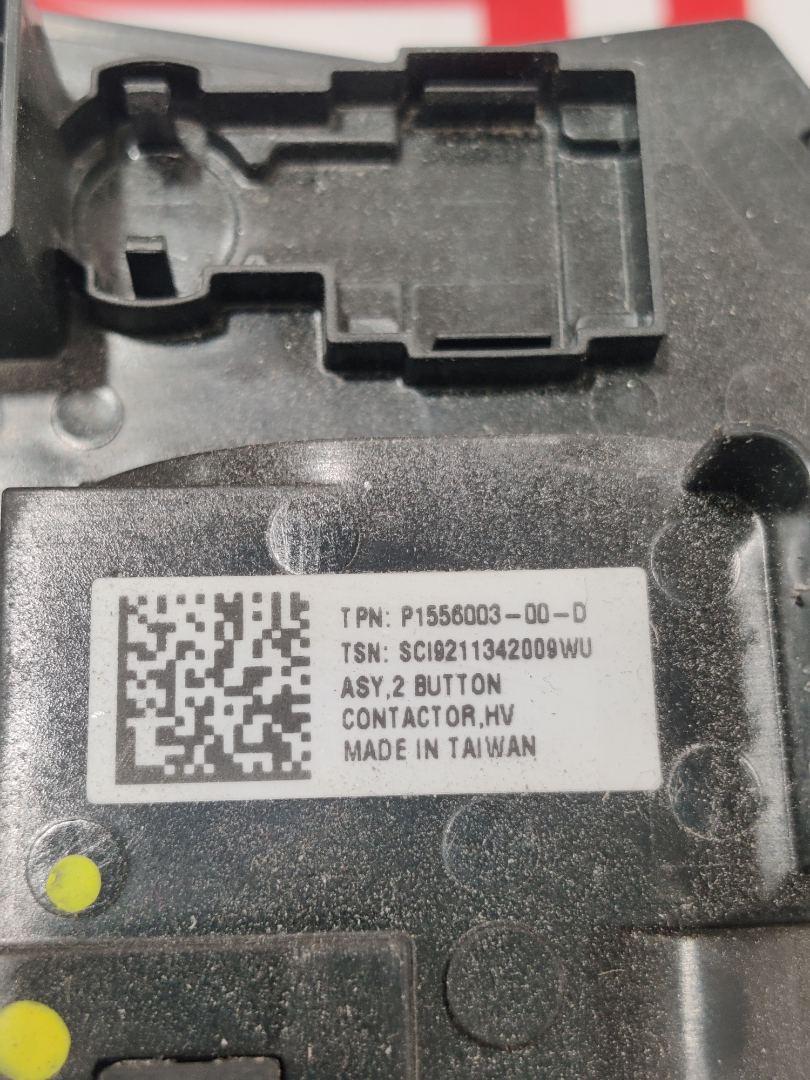 TPN: P1556003-00-D
TSN: SCI9211342009WU
ASY,2 BUTTON
CONTACTOR,HV
MADE IN TAIWAN